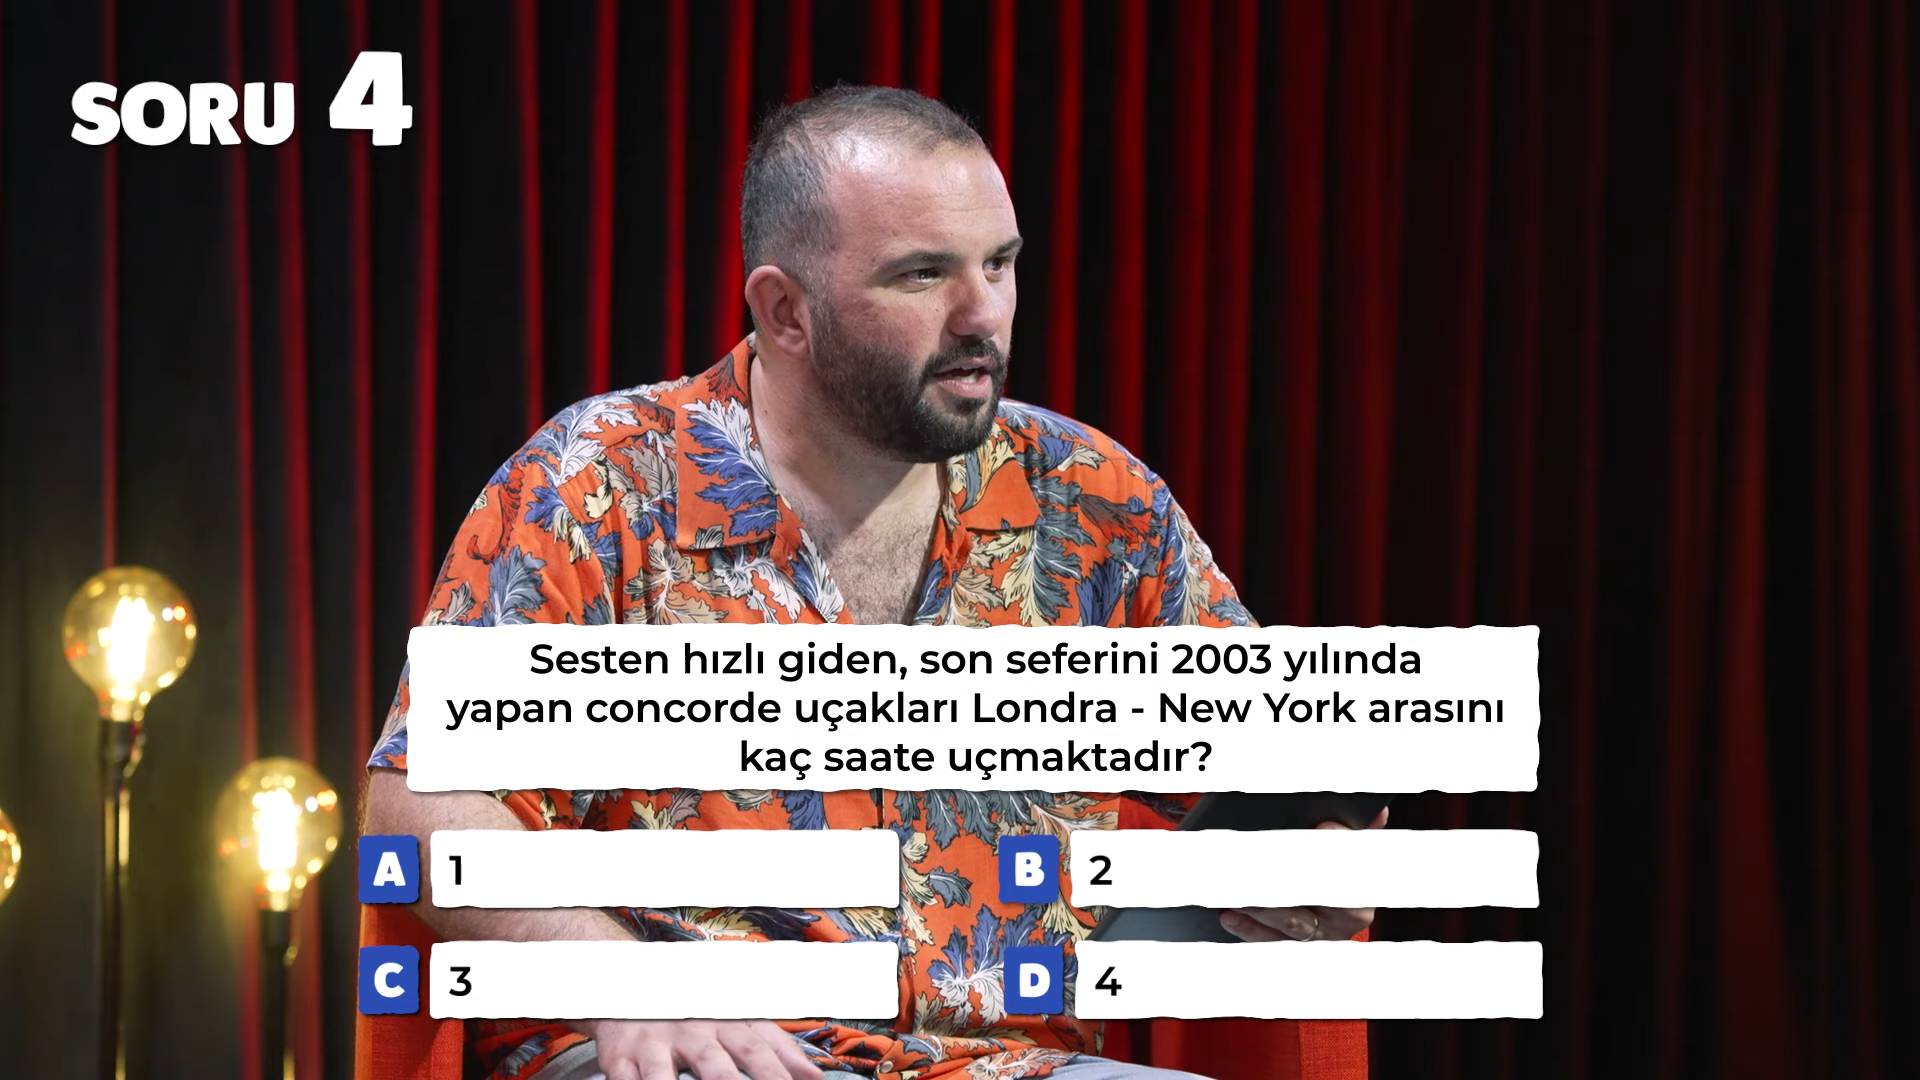 SORU 4
Sesten hızlı giden, son seferini 2003 yılında
yapan concorde uçakları Londra - New York arasını
kaç saate uçmaktadır?
A 1
B 2
C 3
D 4